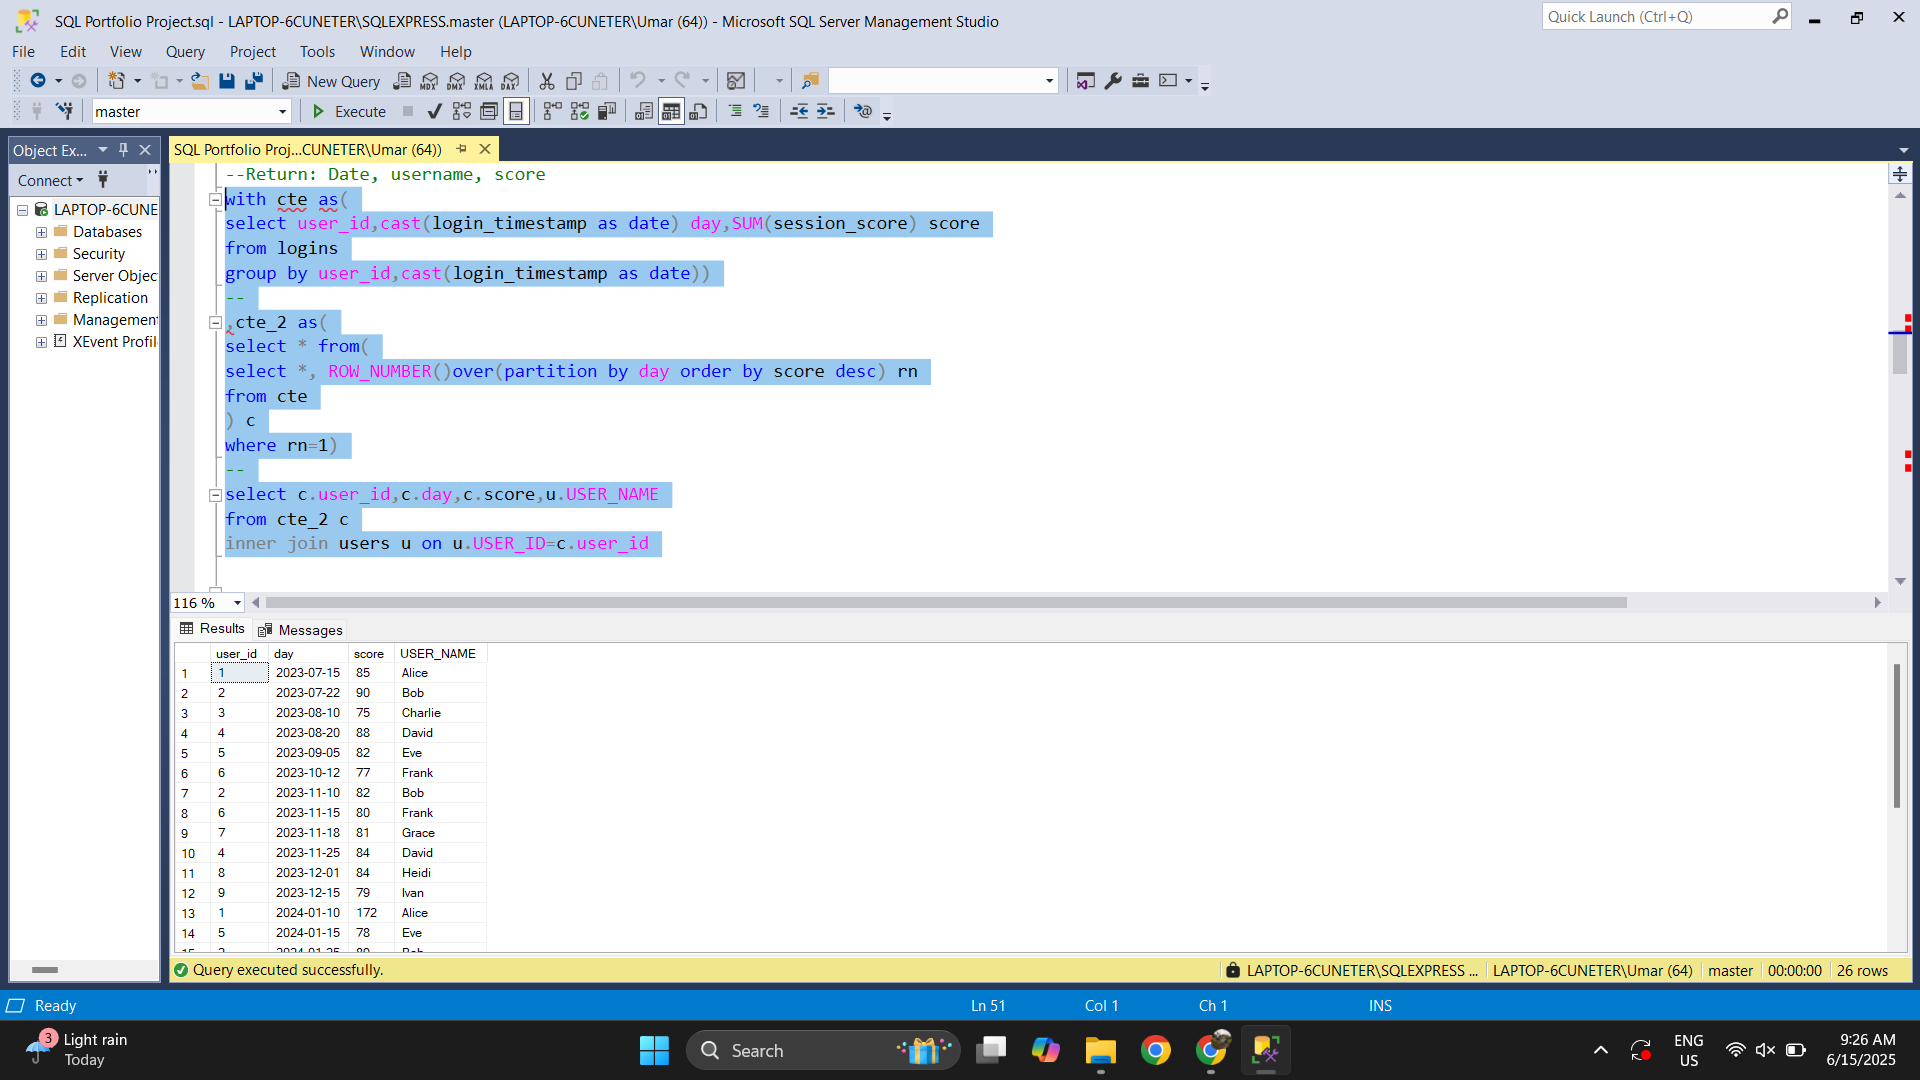 SQL Portfolio Project.sql - LAPTOP-6CUNETER\SQLEXPRESS.master (LAPTOP-6CUNETER\Umar (64)) - Microsoft SQL Server Management Studio
Quick Launch (Ctrl+Q)
File Edit View Query Project Tools Window Help
New Query MDX DMX XMLA DAX
master Execute
Object Ex...
SQL Portfolio Proj...CUNETER\Umar (64))
Connect
LAPTOP-6CUNE
Databases
Security
Server Objec
Replication
Management
XEvent Profil
--Return: Date, username, score
with cte as(
select user_id,cast(login_timestamp as date) day,SUM(session_score) score
from logins
group by user_id,cast(login_timestamp as date))
--
,cte_2 as(
select * from(
select *, ROW_NUMBER()over(partition by day order by score desc) rn
from cte
) c
where rn=1)
--
select c.user_id,c.day,c.score,u.USER_NAME
from cte_2 c
inner join users u on u.USER_ID=c.user_id
116 %
Results Messages
user_id day score USER_NAME
1 1 2023-07-15 85 Alice
2 2 2023-07-22 90 Bob
3 3 2023-08-10 75 Charlie
4 4 2023-08-20 88 David
5 5 2023-09-05 82 Eve
6 6 2023-10-12 77 Frank
7 2 2023-11-10 82 Bob
8 6 2023-11-15 80 Frank
9 7 2023-11-18 81 Grace
10 4 2023-11-25 84 David
11 8 2023-12-01 84 Heidi
12 9 2023-12-15 79 Ivan
13 1 2024-01-10 172 Alice
14 5 2024-01-15 78 Eve
Query executed successfully.
LAPTOP-6CUNETER\SQLEXPRESS ... LAPTOP-6CUNETER\Umar (64) master 00:00:00 26 rows
Ready Ln 51 Col 1 Ch 1 INS
3 Light rain
Today
Search
ENG
US
9:26 AM
6/15/2025